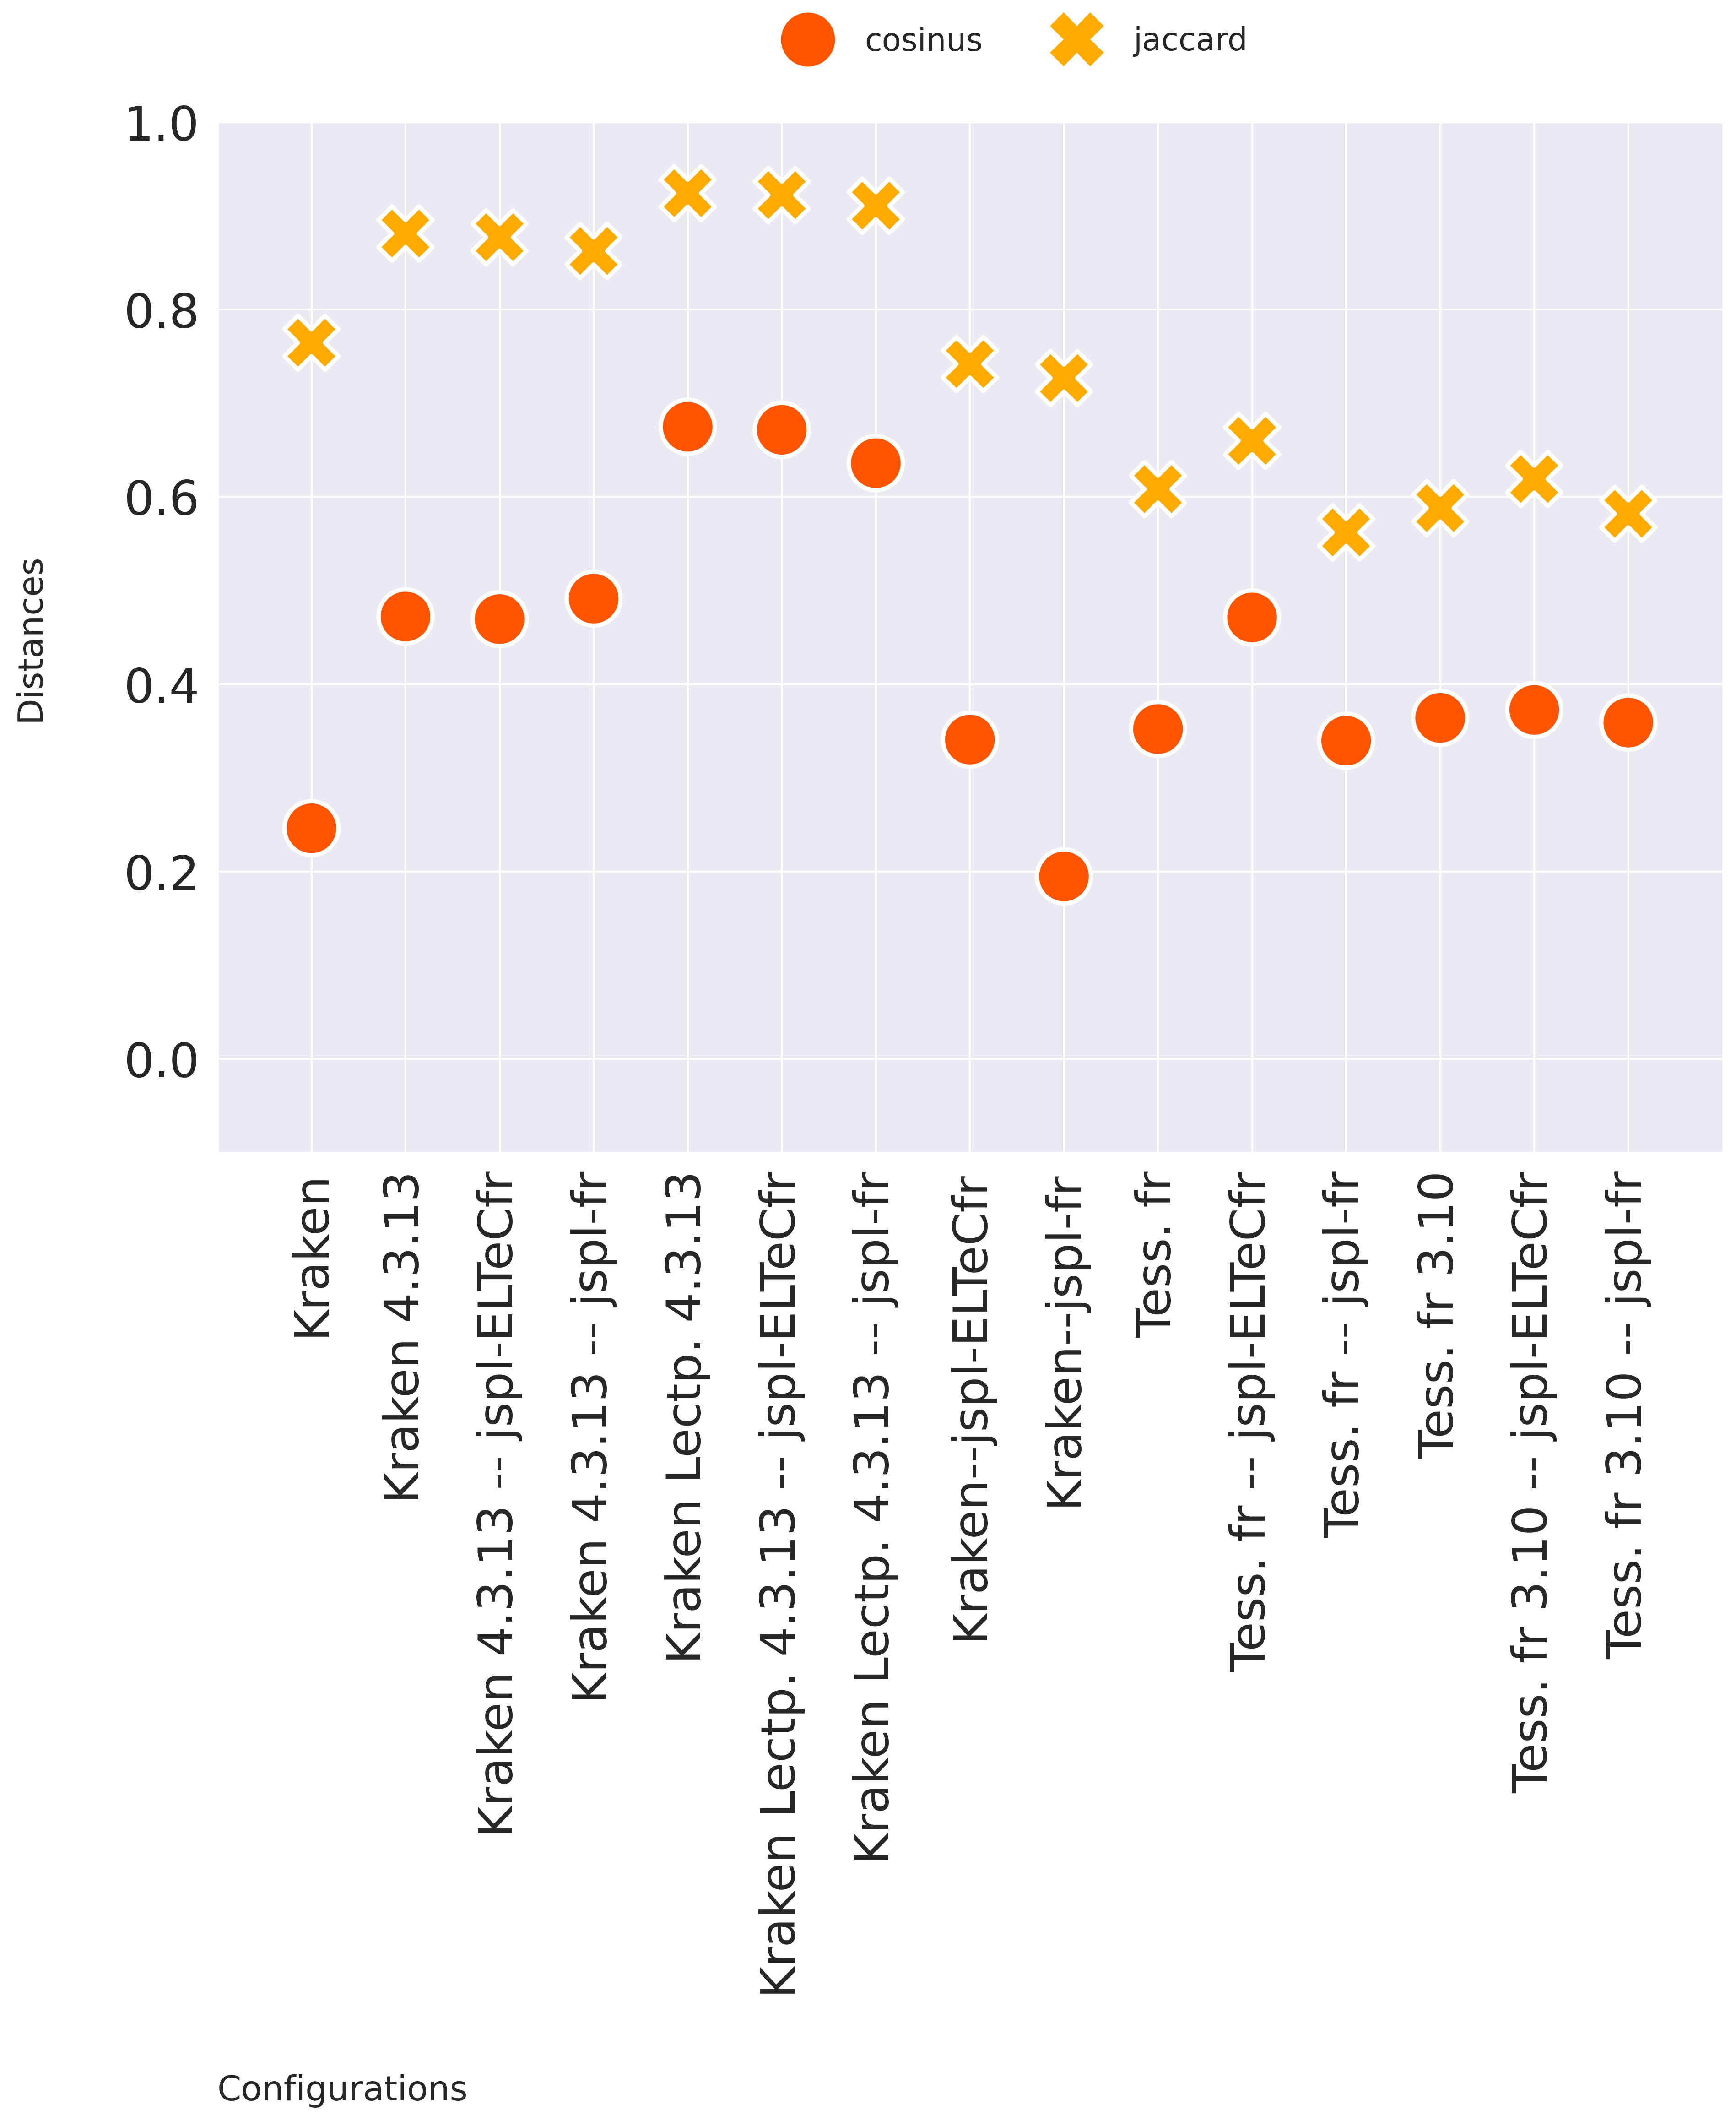 cosinus jaccard
1.0
0.8
0.6
0.4
0.2
0.0
Distances
Kraken
Kraken 4.3.13
Kraken 4.3.13 -- jspl-ELTeCfr
Kraken 4.3.13 -- jspl-fr
Kraken Lectp. 4.3.13
Kraken Lectp. 4.3.13 -- jspl-ELTeCfr
Kraken Lectp. 4.3.13 -- jspl-fr
Kraken--jspl-ELTeCfr
Kraken--jspl-fr
Tess. fr
Tess. fr -- jspl-ELTeCfr
Tess. fr -- jspl-fr
Tess. fr 3.10
Tess. fr 3.10 -- jspl-ELTeCfr
Tess. fr 3.10 -- jspl-fr
Configurations